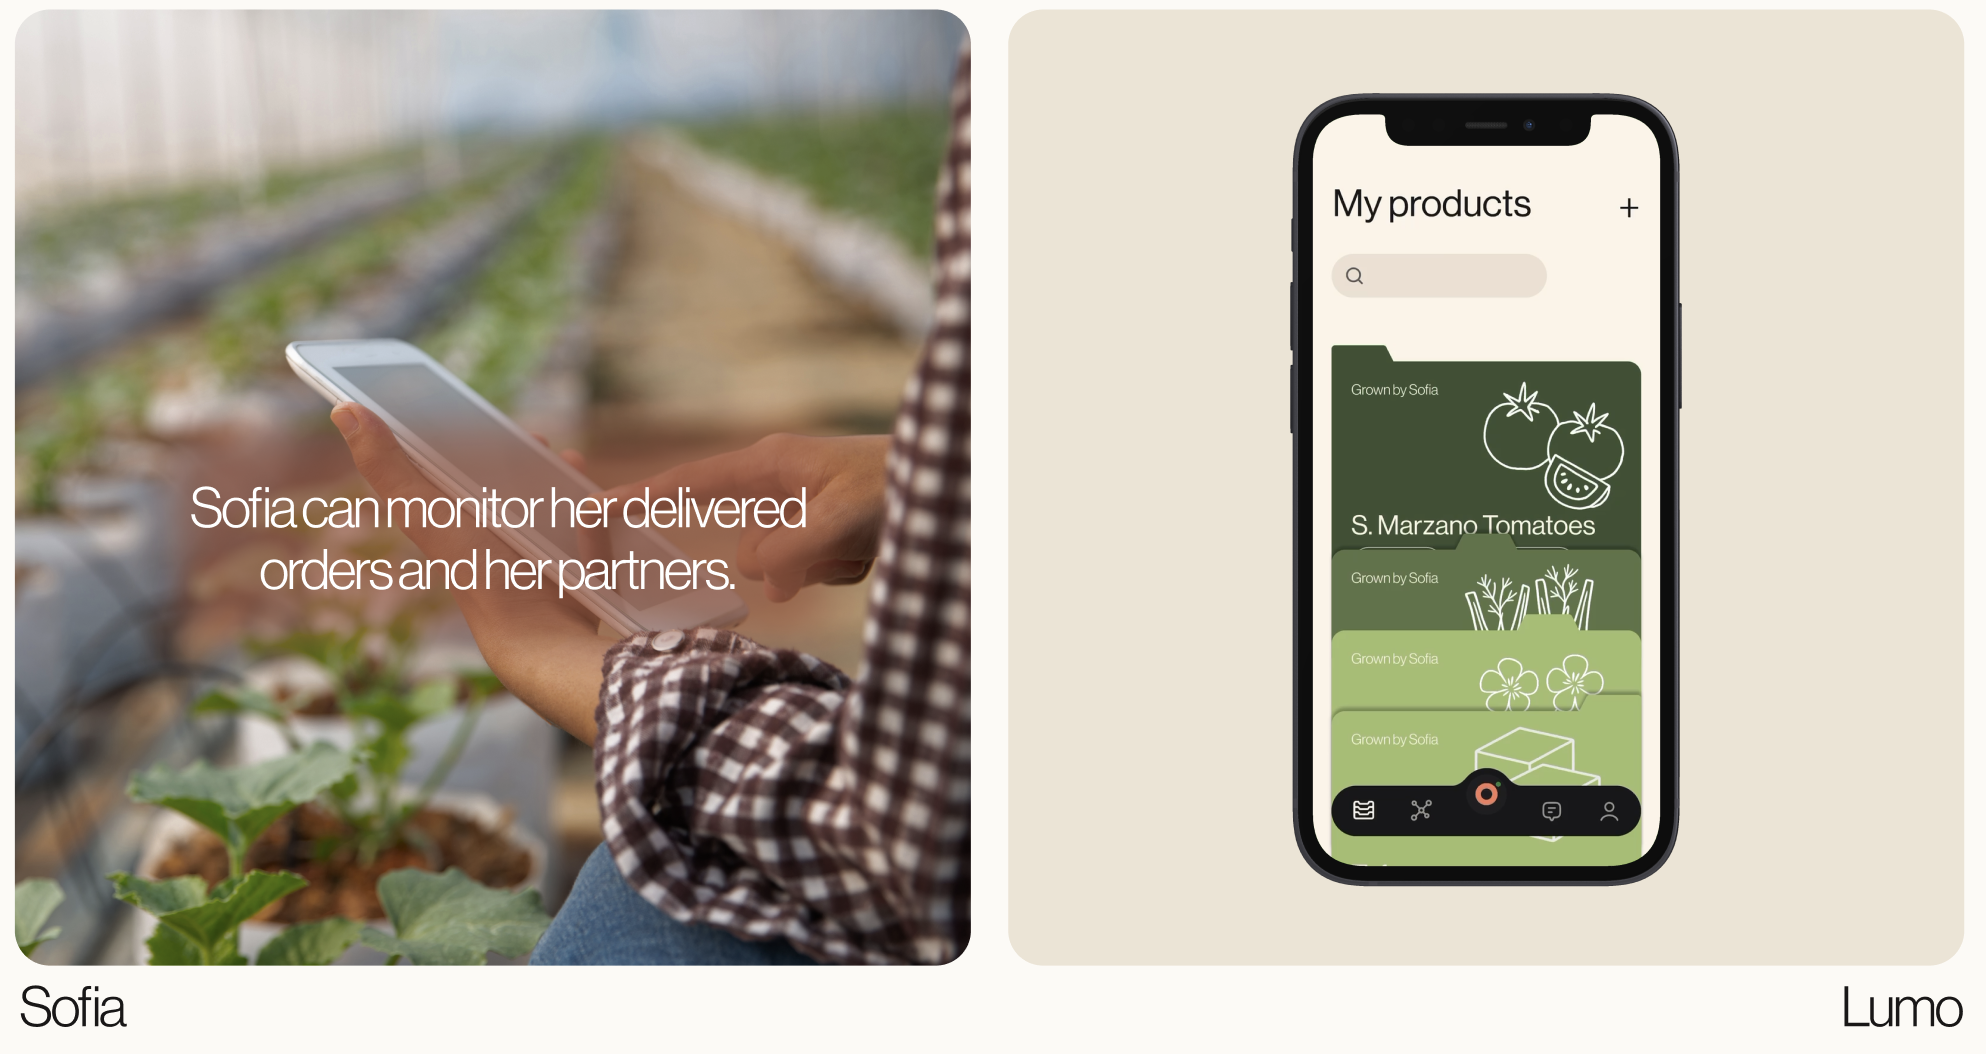 Sofia can monitor her delivered
orders and her partners.
My products
Grown by Sofia
S. Marzano Tomatoes
Grown by Sofia
Grown by Sofia
Grown by Sofia
Sofia
Lumo